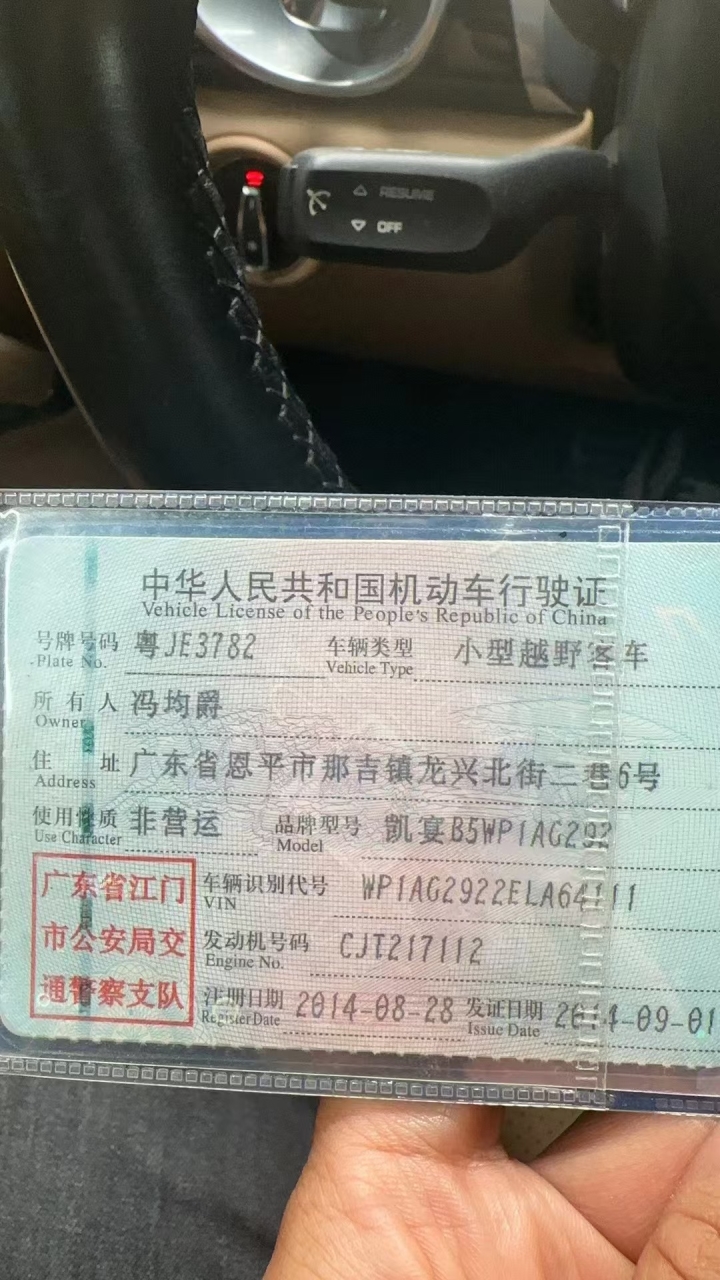 RESUME
OFF
中华人民共和国机动车行驶证
Vehicle License of the People's Republic of China
号牌号码 粤JE3782 车辆类型 小型越野客车
Plate No. Vehicle Type
所有人 冯均爵
Owner
住址 广东省恩平市那吉镇龙兴北街二巷6号
Address
使用性质 非营运 品牌型号 凯宴B5WP1AG292
Use Character Model
广东省江门
市公安局交
通警察支队
车辆识别代号 WP1AG2922ELA64111
VIN
发动机号码 CJT217112
Engine No.
注册日期 2014-08-28 发证日期 2014-09-01
Register Date Issue Date